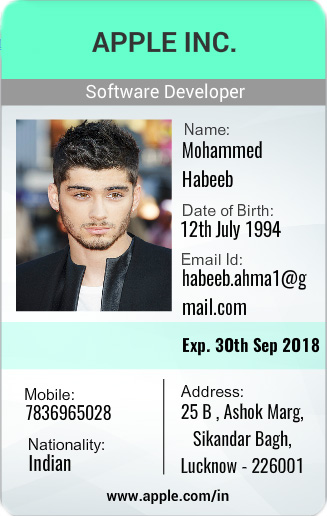 APPLE INC.
Software Developer
Name:
Mohammed
Habeeb
Date of Birth:
12th July 1994
Email Id:
habeeb.ahma1@g
mail.com
Exp. 30th Sep 2018
Mobile:
7836965028
Nationality:
Indian
Address:
25 B , Ashok Marg,
Sikandar Bagh,
Lucknow - 226001
www.apple.com/in